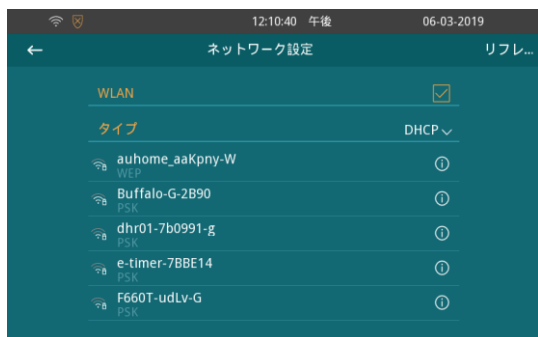 12:10:40 午後 06-03-2019
ネットワーク設定 リフレ...
WLAN
タイプ DHCP
auhome_aaKpny-W
WEP
Buffalo-G-2B90
PSK
dhr01-7b0991-g
PSK
e-timer-7BBE14
PSK
F660T-udLv-G
PSK